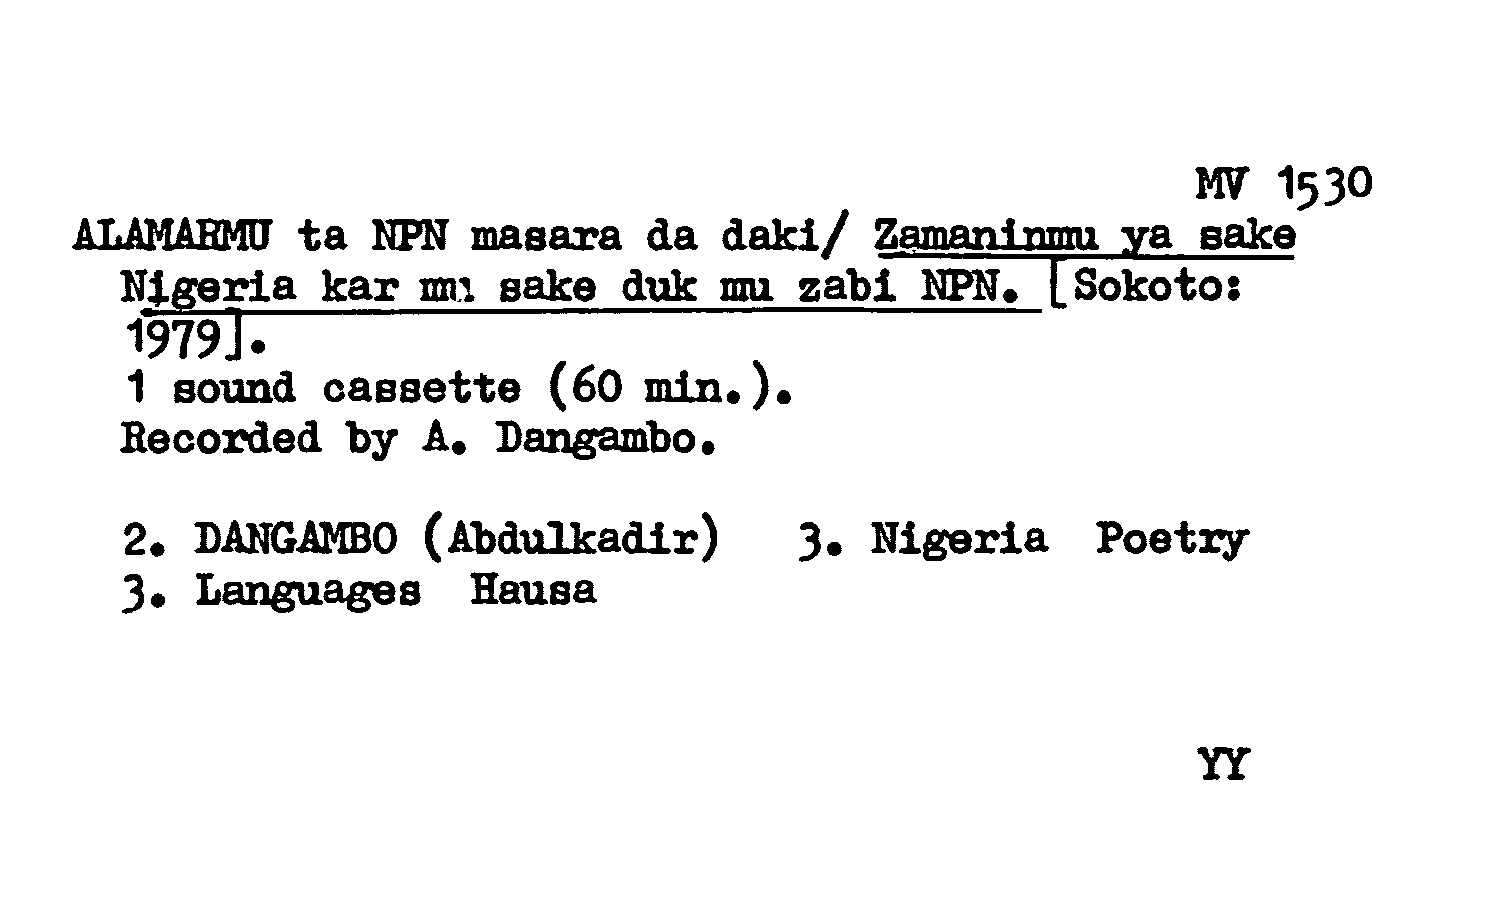 MV 1530
ALAMARMU ta NPN masara da daki/ Zamaninmu ya sake
Nigeria kar mu sake duk mu zabi NPN. [Sokoto:
1979].
1 sound cassette (60 min.).
Recorded by A. Dangambo.
2. DANGAMBO (Abdulkadir) 3. Nigeria Poetry
3. Languages Hausa
YY